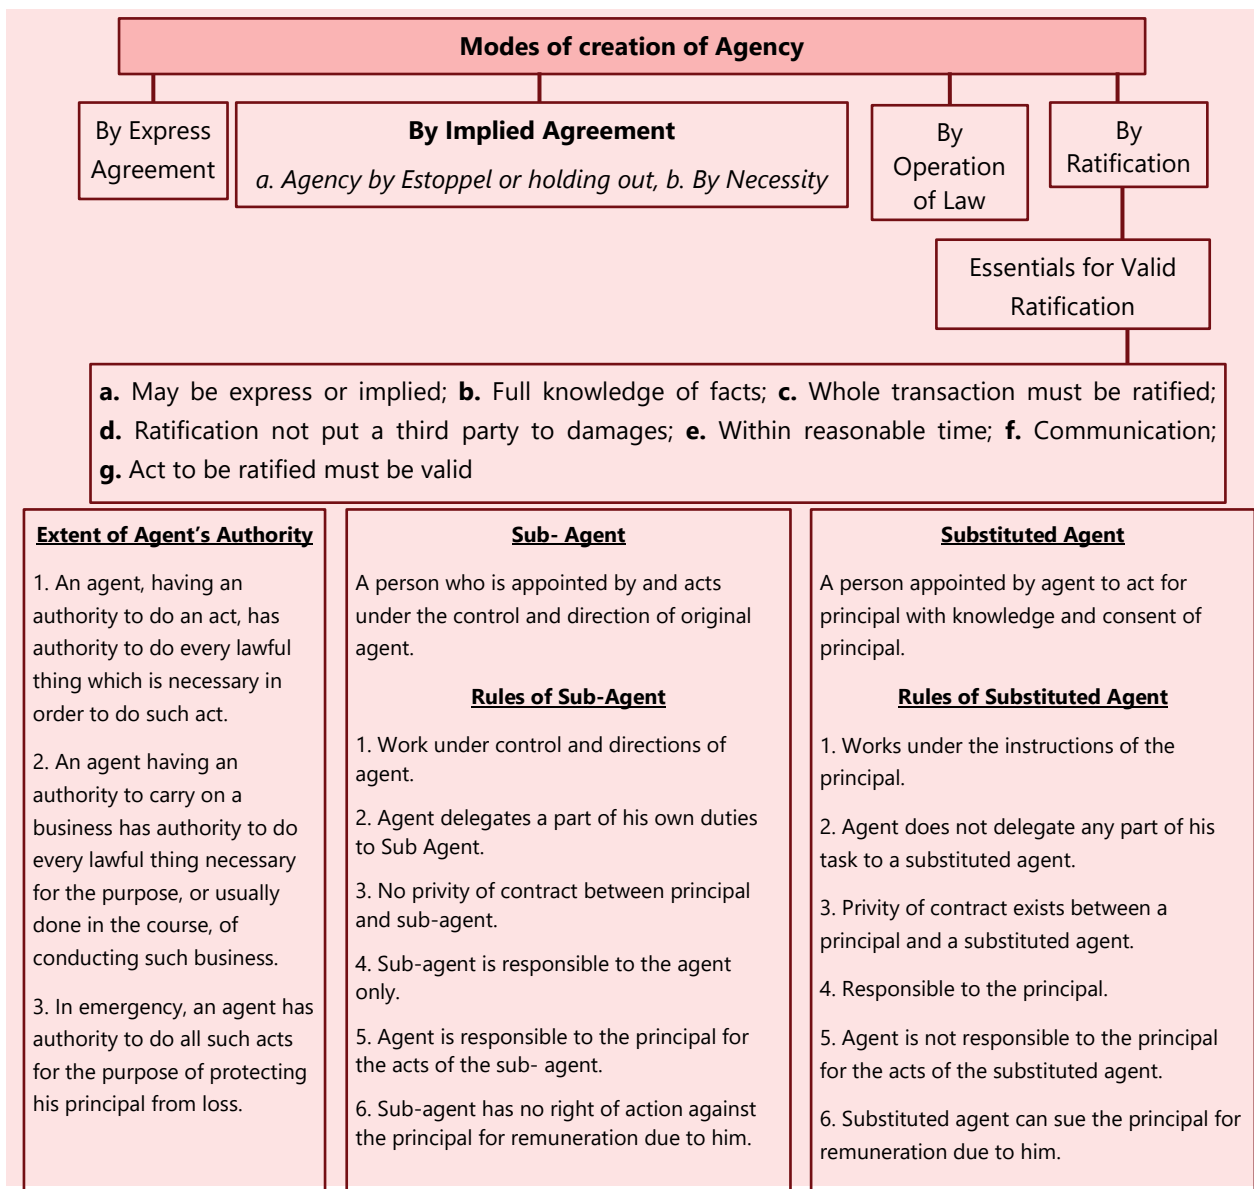 Modes of creation of Agency
By Express
Agreement
By Implied Agreement
a. Agency by Estoppel or holding out, b. By Necessity
By
Operation
of Law
By
Ratification
Essentials for Valid
Ratification
a. May be express or implied; b. Full knowledge of facts; c. Whole transaction must be ratified;
d. Ratification not put a third party to damages; e. Within reasonable time; f. Communication;
g. Act to be ratified must be valid
Extent of Agent’s Authority
1. An agent, having an
authority to do an act, has
authority to do every lawful
thing which is necessary in
order to do such act.
2. An agent having an
authority to carry on a
business has authority to do
every lawful thing necessary
for the purpose, or usually
done in the course, of
conducting such business.
3. In emergency, an agent has
authority to do all such acts
for the purpose of protecting
his principal from loss.
Sub- Agent
A person who is appointed by and acts
under the control and direction of original
agent.
Rules of Sub-Agent
1. Work under control and directions of
agent.
2. Agent delegates a part of his own duties
to Sub Agent.
3. No privity of contract between principal
and sub-agent.
4. Sub-agent is responsible to the agent
only.
5. Agent is responsible to the principal for
the acts of the sub- agent.
6. Sub-agent has no right of action against
the principal for remuneration due to him.
Substituted Agent
A person appointed by agent to act for
principal with knowledge and consent of
principal.
Rules of Substituted Agent
1. Works under the instructions of the
principal.
2. Agent does not delegate any part of his
task to a substituted agent.
3. Privity of contract exists between a
principal and a substituted agent.
4. Responsible to the principal.
5. Agent is not responsible to the principal
for the acts of the substituted agent.
6. Substituted agent can sue the principal for
remuneration due to him.